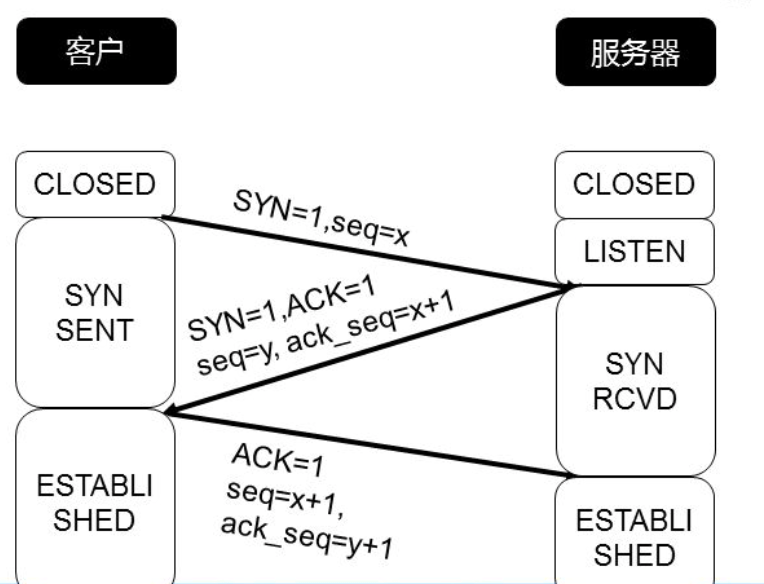 客户
服务器
CLOSED
CLOSED
SYN=1,seq=x
LISTEN
SYN
SENT
SYN=1,ACK=1
seq=y, ack_seq=x+1
SYN
RCVD
ACK=1
seq=x+1,
ack_seq=y+1
ESTABLI
SHED
ESTABLI
SHED